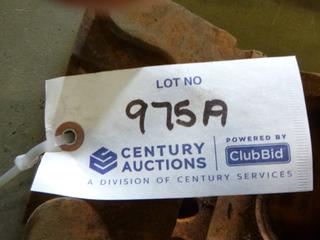 LOT NO
975A
CENTURY
AUCTIONS
POWERED BY
ClubBid
A DIVISION OF CENTURY SERVICES